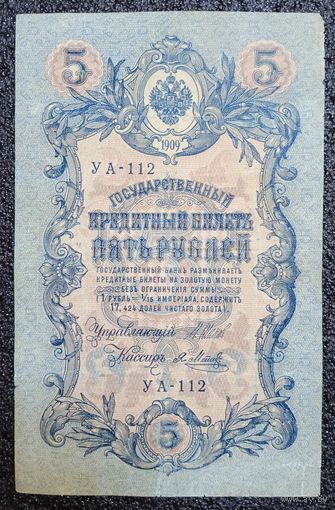 5 5
1909
УА-112
ГОСУДАРСТВЕННЫЙ
КРЕДИТНЫЙ БИЛЕТЪ
ПЯТЬ РУБЛЕЙ
ГОСУДАРСТВЕННЫЙ БАНКЪ РАЗМѢНИВАЕТЪ
КРЕДИТНЫЕ БИЛЕТЫ НА ЗОЛОТУЮ МОНЕТУ
БЕЗЪ ОГРАНИЧЕНІЯ СУММЫ
(1 РУБЛЬ = 1/15 ИМПЕРІАЛА, СОДЕРЖИТЪ
17,424 ДОЛЕЙ ЧИСТАГО ЗОЛОТА).
Управляющій
Кассиръ
УА-112
5